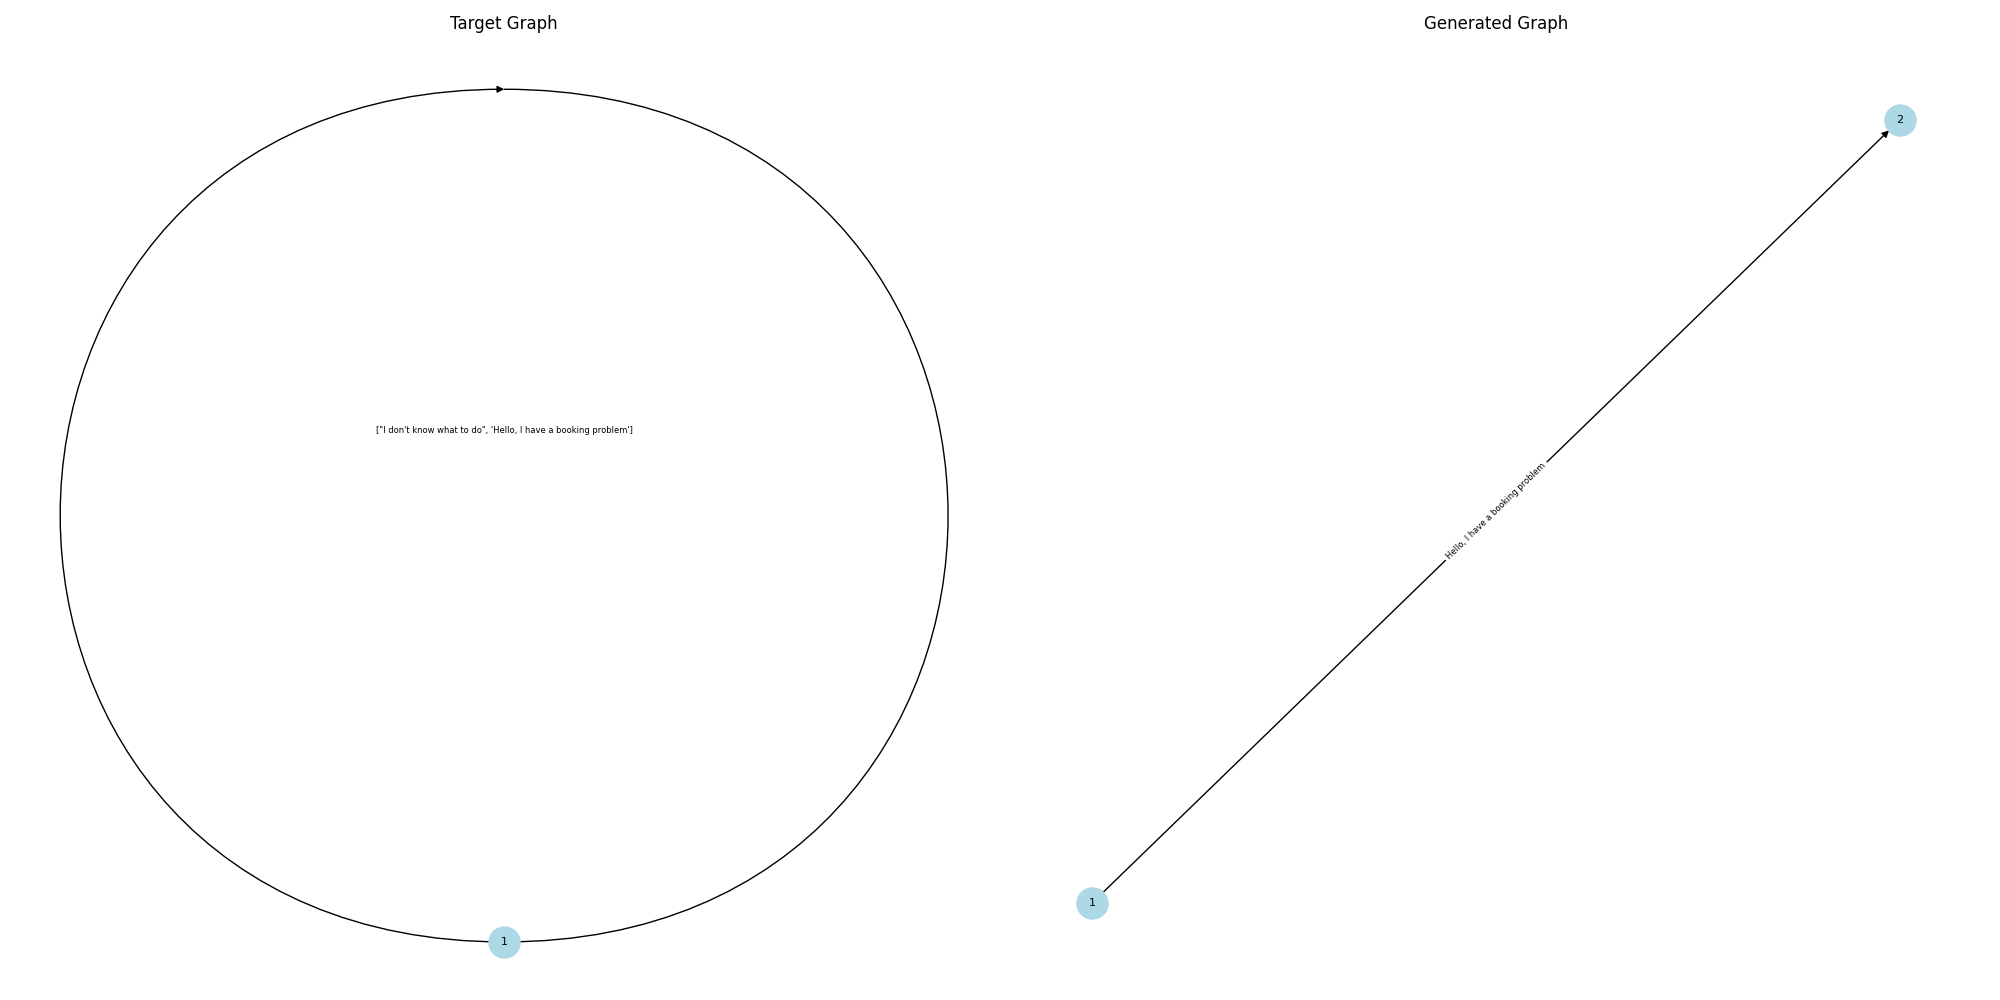 Target Graph
["I don't know what to do", 'Hello, I have a booking problem']
1
Generated Graph
2
Hello, I have a booking problem
1